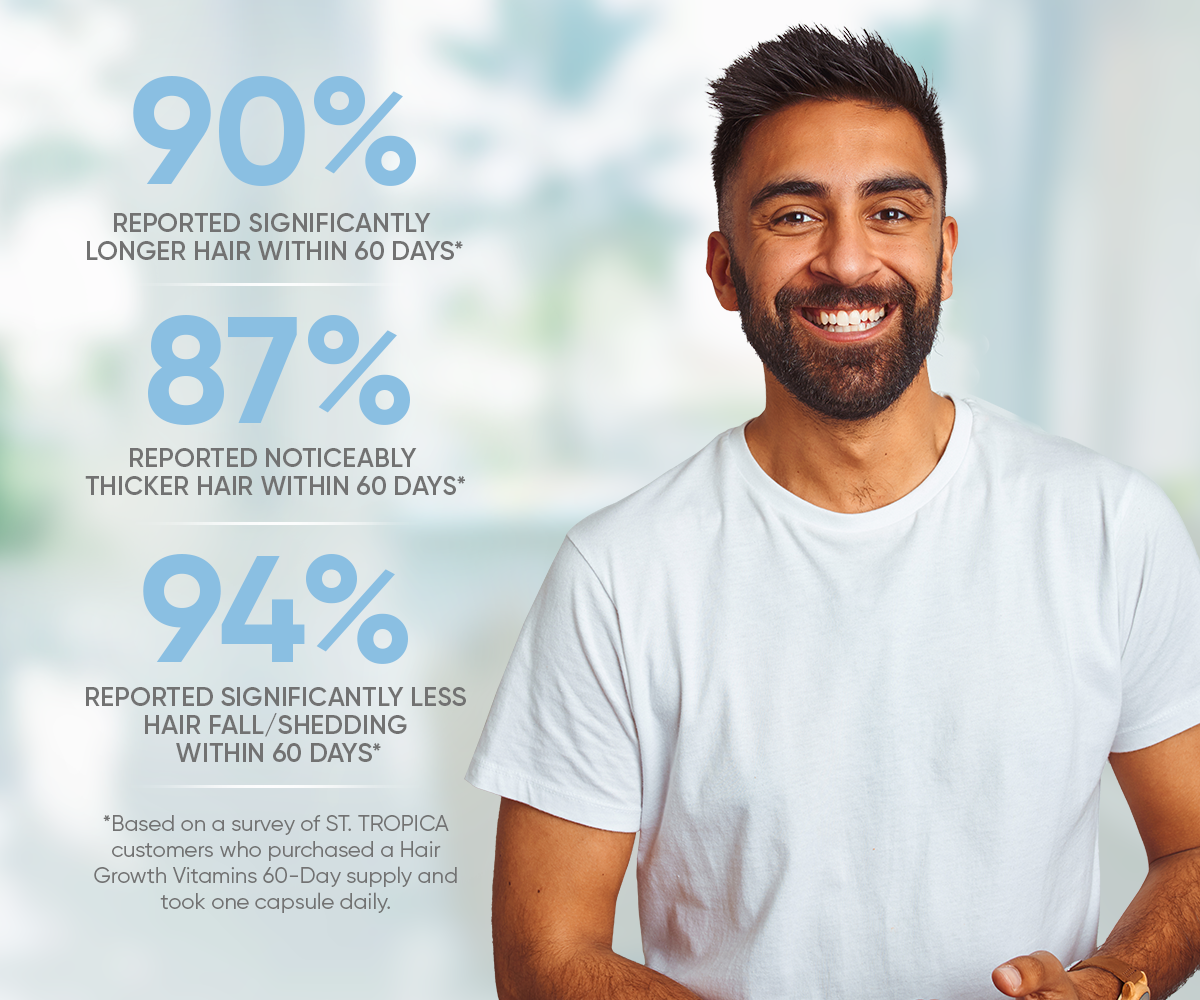 90%
REPORTED SIGNIFICANTLY
LONGER HAIR WITHIN 60 DAYS*
87%
REPORTED NOTICEABLY
THICKER HAIR WITHIN 60 DAYS*
94%
REPORTED SIGNIFICANTLY LESS
HAIR FALL/SHEDDING
WITHIN 60 DAYS*
*Based on a survey of ST. TROPICA
customers who purchased a Hair
Growth Vitamins 60-Day supply and
took one capsule daily.